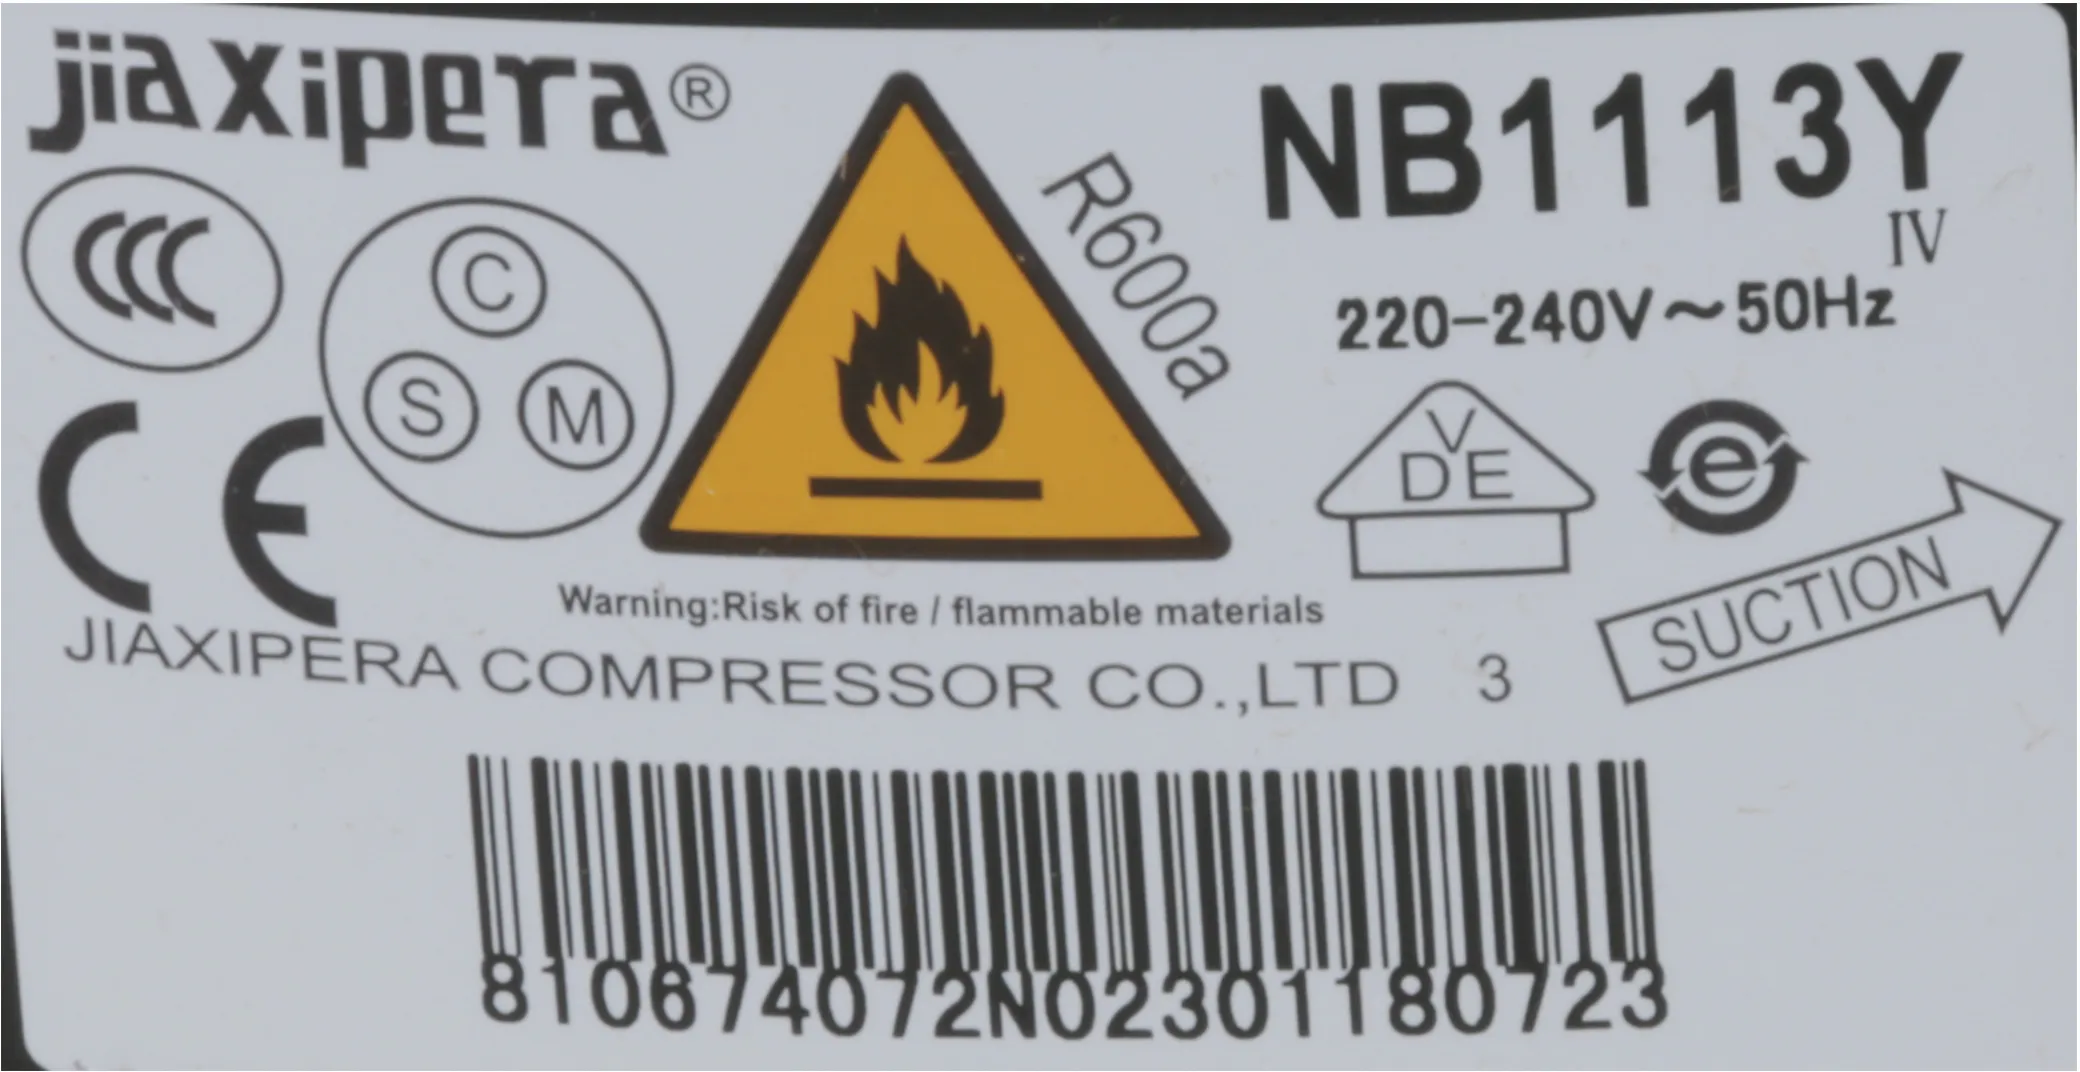 jiaxipera®
NB1113Y
IV
R600a
220-240V~50Hz
CCC
C
S M
CE
V
DE
e
SUCTION
Warning:Risk of fire / flammable materials
JIAXIPERA COMPRESSOR CO.,LTD 3
810674072N02301180723